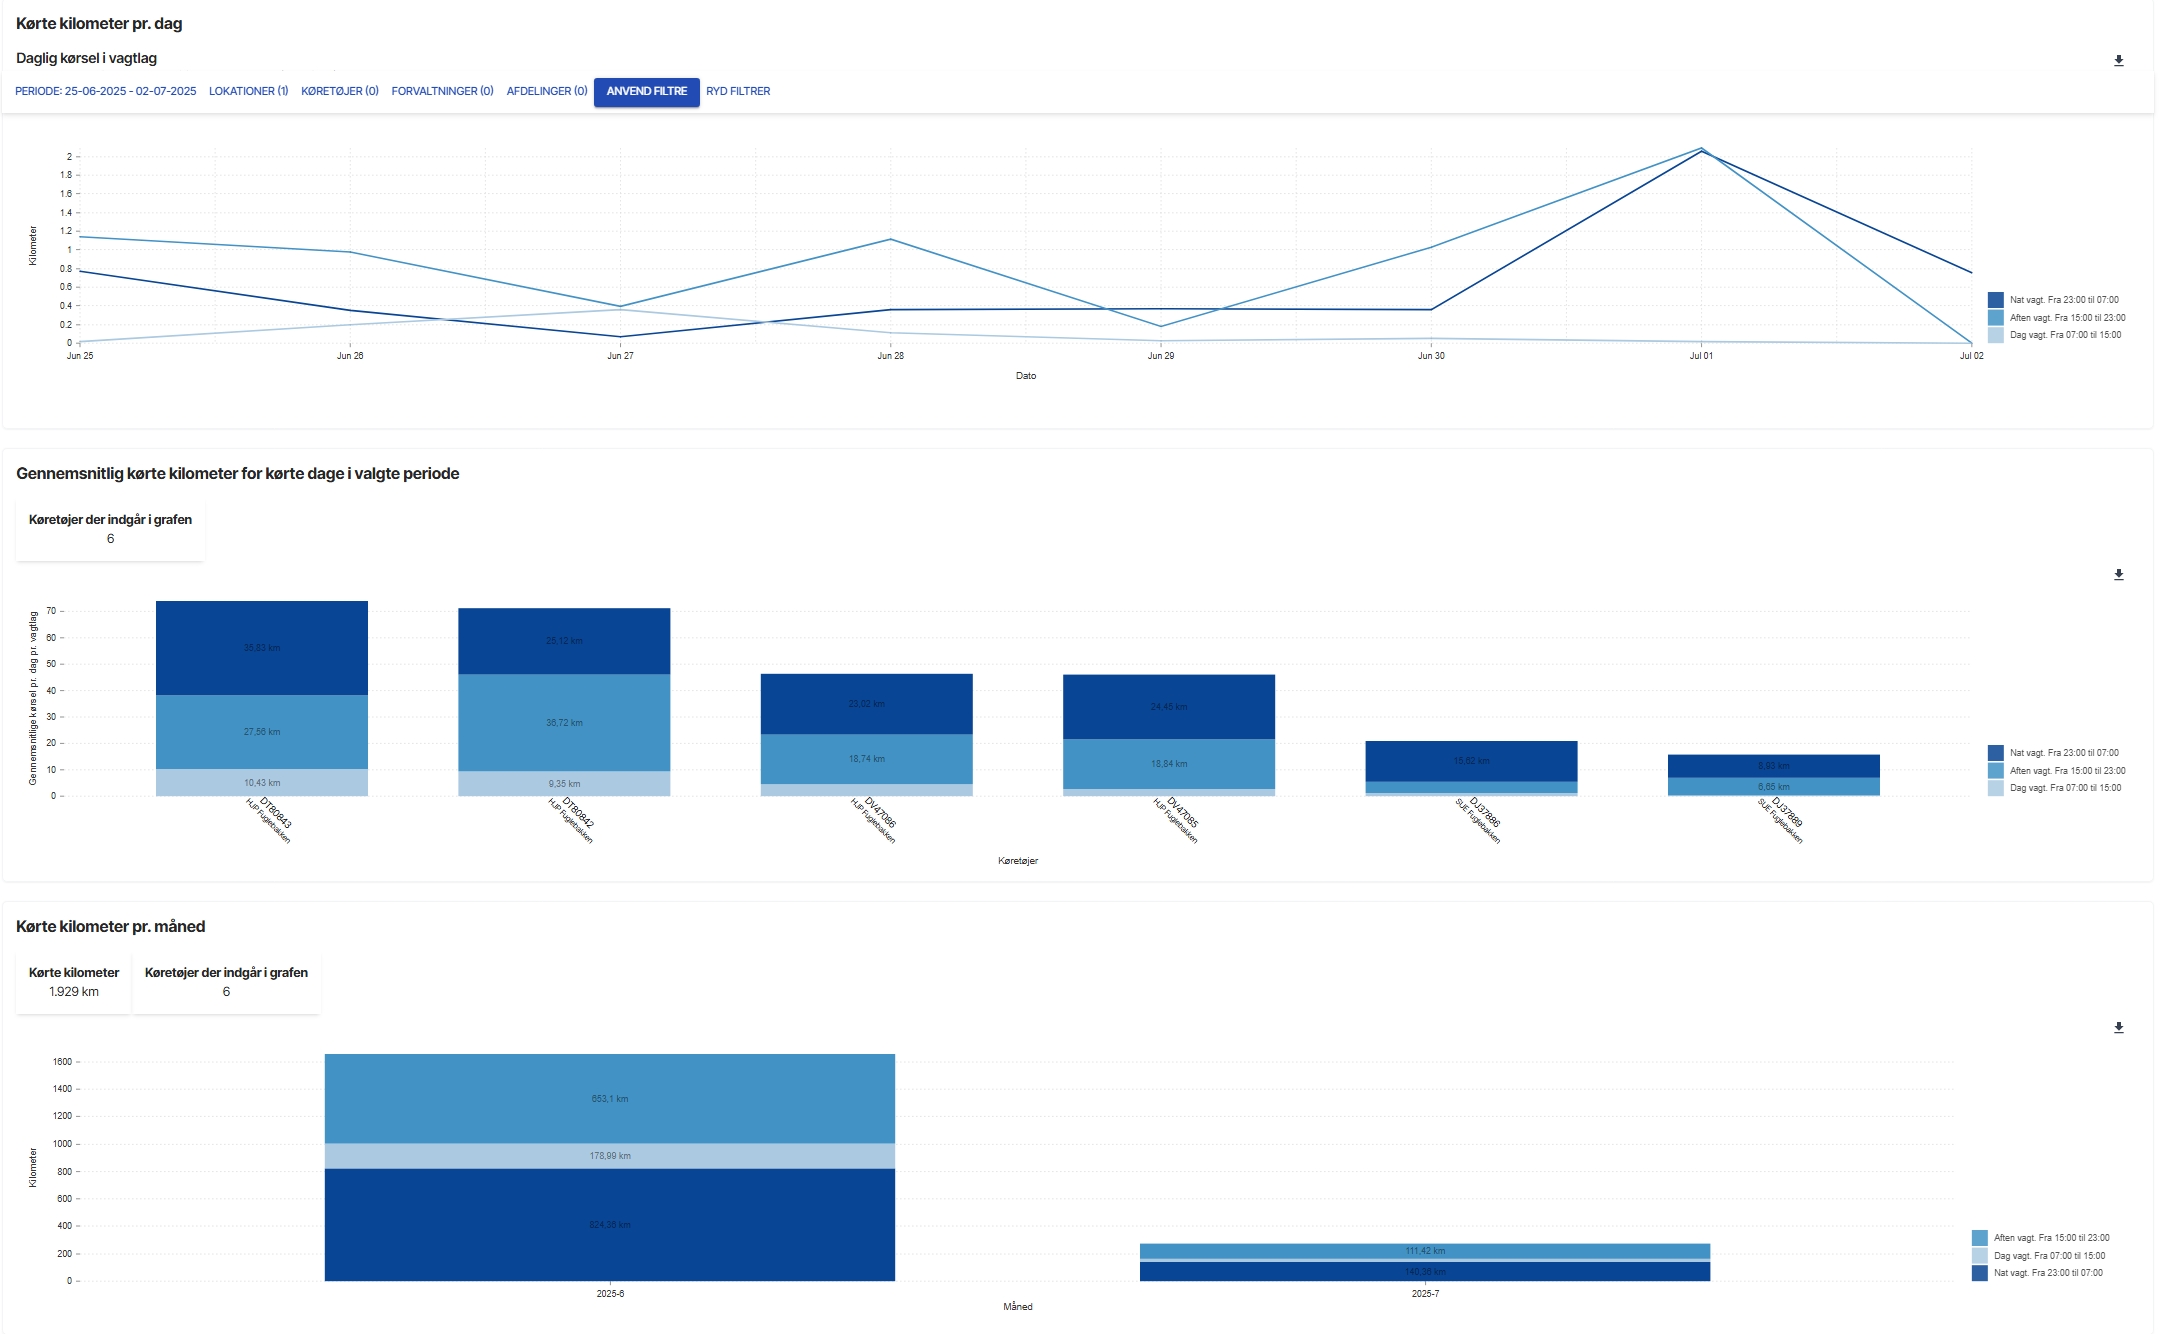 Kørte kilometer pr. dag
Daglig kørsel i vagtlag
PERIODE: 25-06-2025 - 02-07-2025 LOKATIONER (1) KØRETØJER (0) FORVALTNINGER (0) AFDELINGER (0) ANVEND FILTRE RYD FILTRER
2
1.8
1.6
1.4
1.2
1
0.8
0.6
0.4
0.2
0
Kilometer
Jun 25 Jun 26 Jun 27 Jun 28 Jun 29 Jun 30 Jul 01 Jul 02
Dato
Nat vagt. Fra 23:00 til 07:00
Aften vagt. Fra 15:00 til 23:00
Dag vagt. Fra 07:00 til 15:00
Gennemsnitlig kørte kilometer for kørte dage i valgte periode
Køretøjer der indgår i grafen
6
70
60
50
40
30
20
10
0
Gennemsnitlige kørsel pr. dag pr. vagtlag
35,83 km
27,56 km
10,43 km
25,12 km
36,72 km
9,35 km
23,02 km
18,74 km
24,45 km
18,84 km
15,62 km
8,93 km
6,65 km
DT80843
HJP Fuglebakken
DT80842
HJP Fuglebakken
DV47086
HJP Fuglebakken
DV47085
HJP Fuglebakken
DJ37886
SUE Fuglebakken
DJ37889
SUE Fuglebakken
Køretøjer
Nat vagt. Fra 23:00 til 07:00
Aften vagt. Fra 15:00 til 23:00
Dag vagt. Fra 07:00 til 15:00
Kørte kilometer pr. måned
Kørte kilometer
1.929 km
Køretøjer der indgår i grafen
6
1600
1400
1200
1000
800
600
400
200
0
Kilometer
653,1 km
178,99 km
824,36 km
111,42 km
140,38 km
2025-6 2025-7
Måned
Aften vagt. Fra 15:00 til 23:00
Dag vagt. Fra 07:00 til 15:00
Nat vagt. Fra 23:00 til 07:00